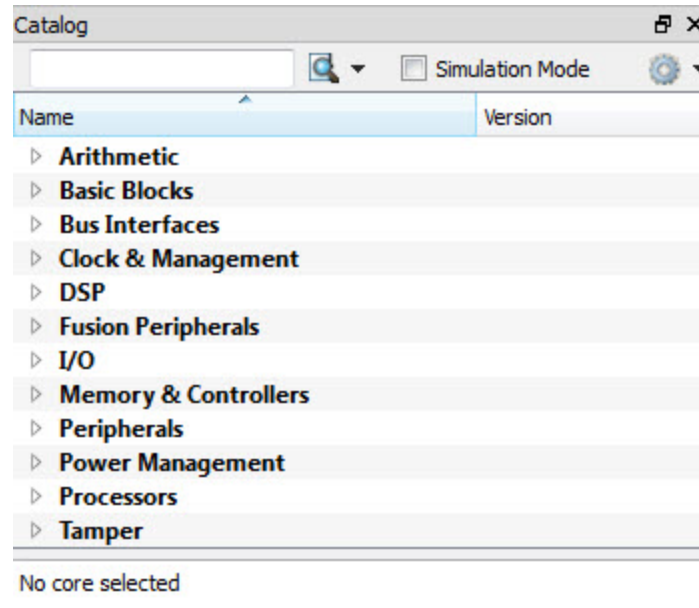 Catalog
Simulation Mode
Name Version
Arithmetic
Basic Blocks
Bus Interfaces
Clock & Management
DSP
Fusion Peripherals
I/O
Memory & Controllers
Peripherals
Power Management
Processors
Tamper
No core selected